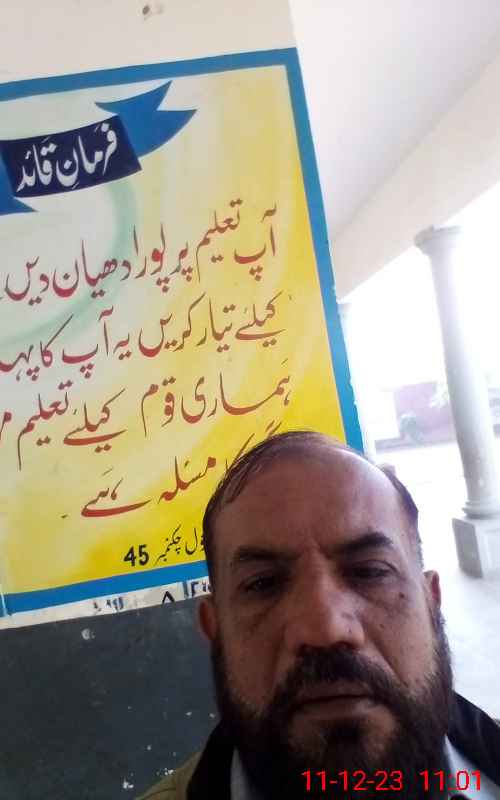 فرمانِ قائد
آپ تعلیم پر پورا دھیان دیں
کیلئے تیار کریں یہ آپ کا پہ
ہماری قوم کیلئے تعلیم
مسئلہ ہے
چکنمبر 45
11-12-23 11:01